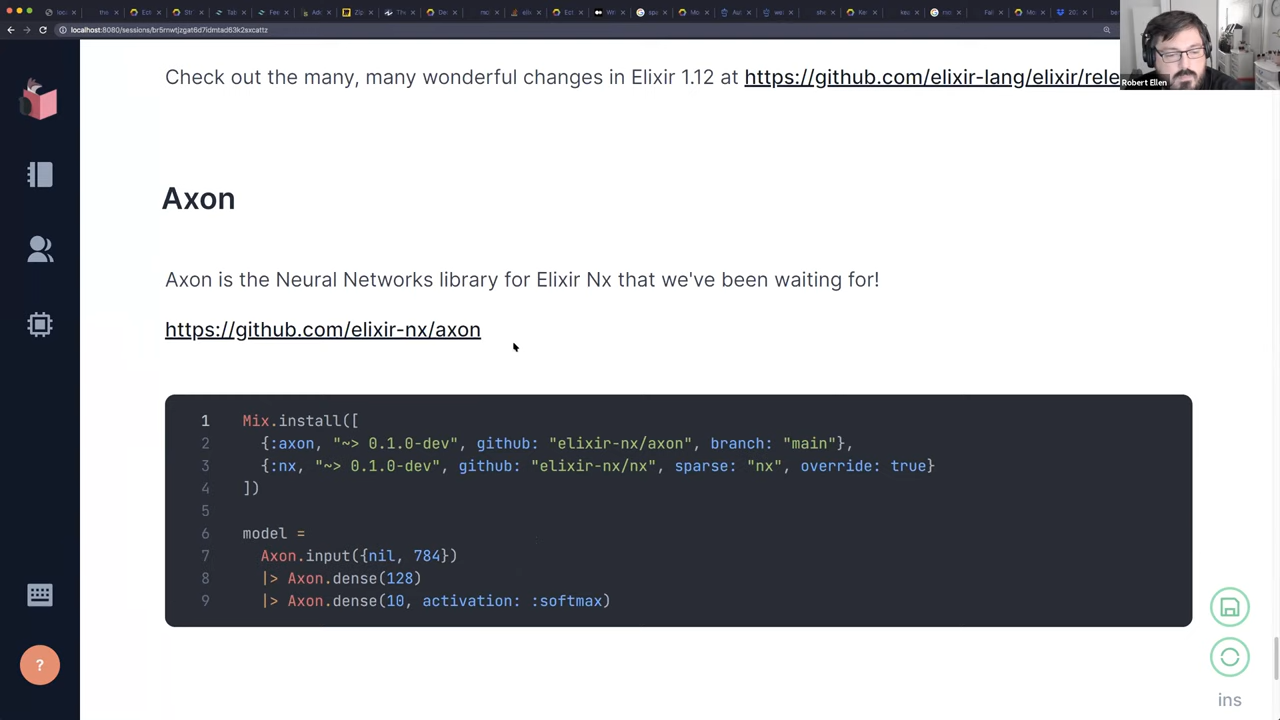 localhost:8080/sessions/br5mwtjzgat6d7idmtad63k2sxcattz
Robert Ellen
Check out the many, many wonderful changes in Elixir 1.12 at https://github.com/elixir-lang/elixir/rele
Axon
Axon is the Neural Networks library for Elixir Nx that we've been waiting for!
https://github.com/elixir-nx/axon
1 Mix.install([
2 {:axon, "~> 0.1.0-dev", github: "elixir-nx/axon", branch: "main"},
3 {:nx, "~> 0.1.0-dev", github: "elixir-nx/nx", sparse: "nx", override: true}
4 ])
5
6 model =
7 Axon.input({nil, 784})
8 |> Axon.dense(128)
9 |> Axon.dense(10, activation: :softmax)
?
ins